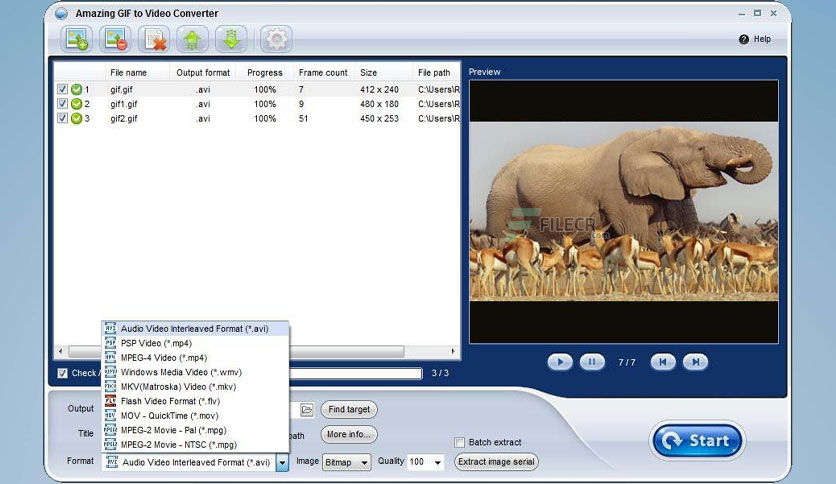 Amazing GIF to Video Converter
Help
File name Output format Progress Frame count Size File path
1 gif.gif .avi 100% 7 412 x 240 C:\Users\R
2 gif1.gif .avi 100% 9 480 x 180 C:\Users\R
3 gif2.gif .avi 100% 51 450 x 253 C:\Users\R
Preview
FILECR
.com
7 / 7
Check 3 / 3
Audio Video Interleaved Format (*.avi)
PSP Video (*.mp4)
MPEG-4 Video (*.mp4)
Windows Media Video (*.wmv)
MKV(Matroska) Video (*.mkv)
Flash Video Format (*.flv)
MOV - QuickTime (*.mov)
MPEG-2 Movie - Pal (*.mpg)
MPEG-2 Movie - NTSC (*.mpg)
Output Find target
Title path More info...
Batch extract
Format Audio Video Interleaved Format (*.avi) Image Bitmap Quality 100 Extract image serial
Start